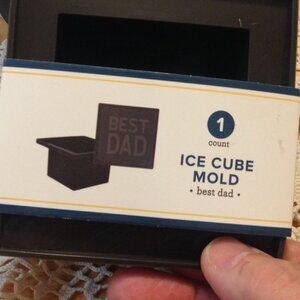 BEST
DAD
1
count
ICE CUBE
MOLD
• best dad •